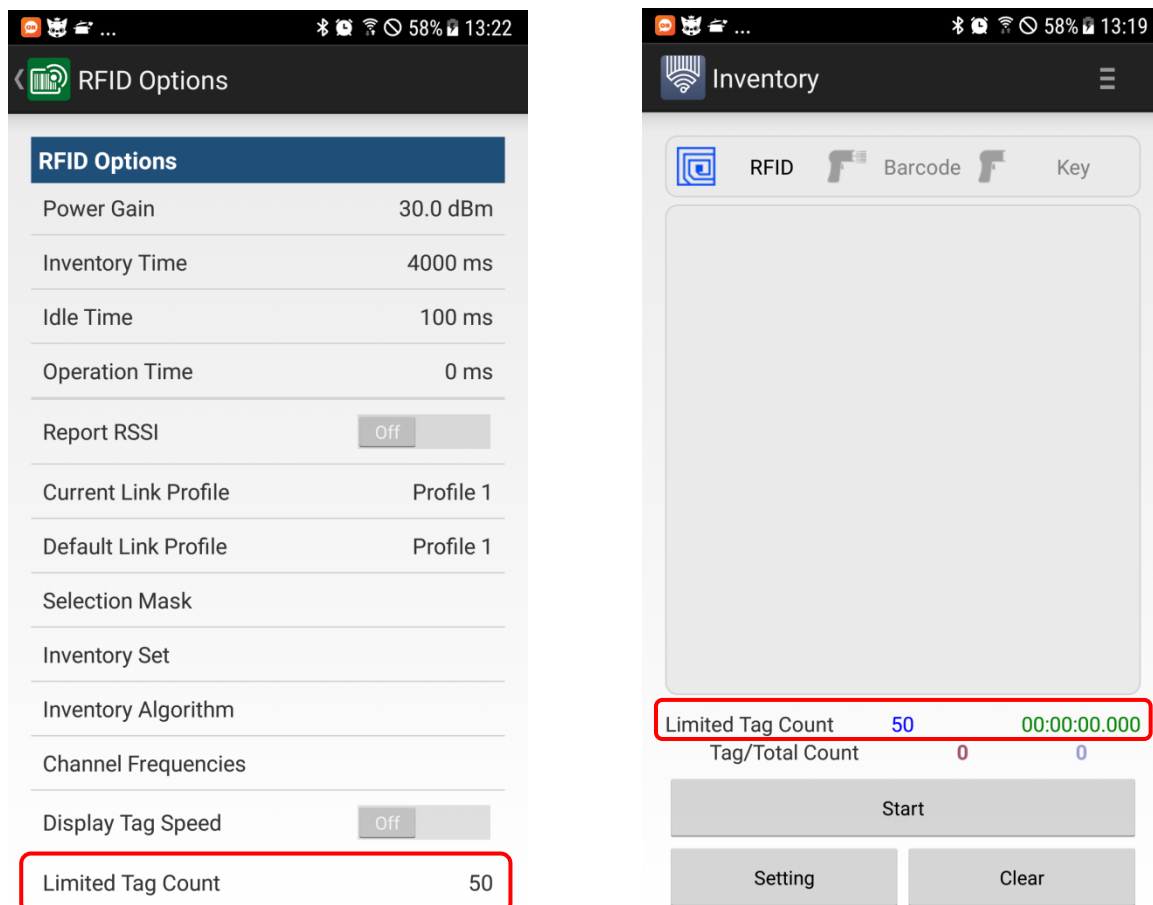 ... 58% 13:22
RFID Options
RFID Options
Power Gain 30.0 dBm
Inventory Time 4000 ms
Idle Time 100 ms
Operation Time 0 ms
Report RSSI Off
Current Link Profile Profile 1
Default Link Profile Profile 1
Selection Mask
Inventory Set
Inventory Algorithm
Channel Frequencies
Display Tag Speed Off
Limited Tag Count 50
... 58% 13:19
Inventory
RFID Barcode Key
Limited Tag Count 50 00:00:00.000
Tag/Total Count 0 0
Start
Setting Clear